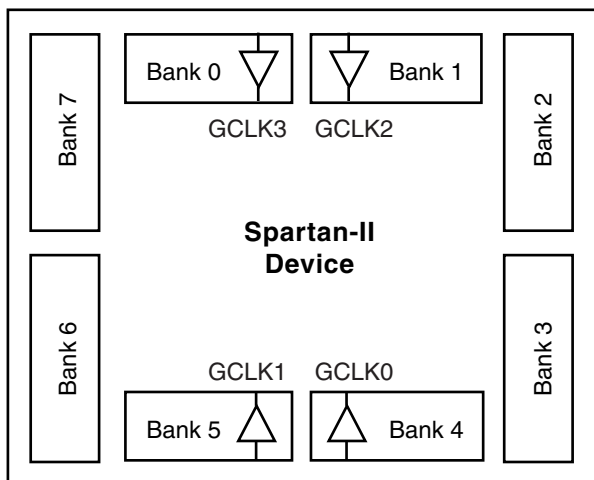 Bank 7
Bank 0
Bank 1
Bank 2
GCLK3
GCLK2
Spartan-II
Device
Bank 6
Bank 3
GCLK1
GCLK0
Bank 5
Bank 4